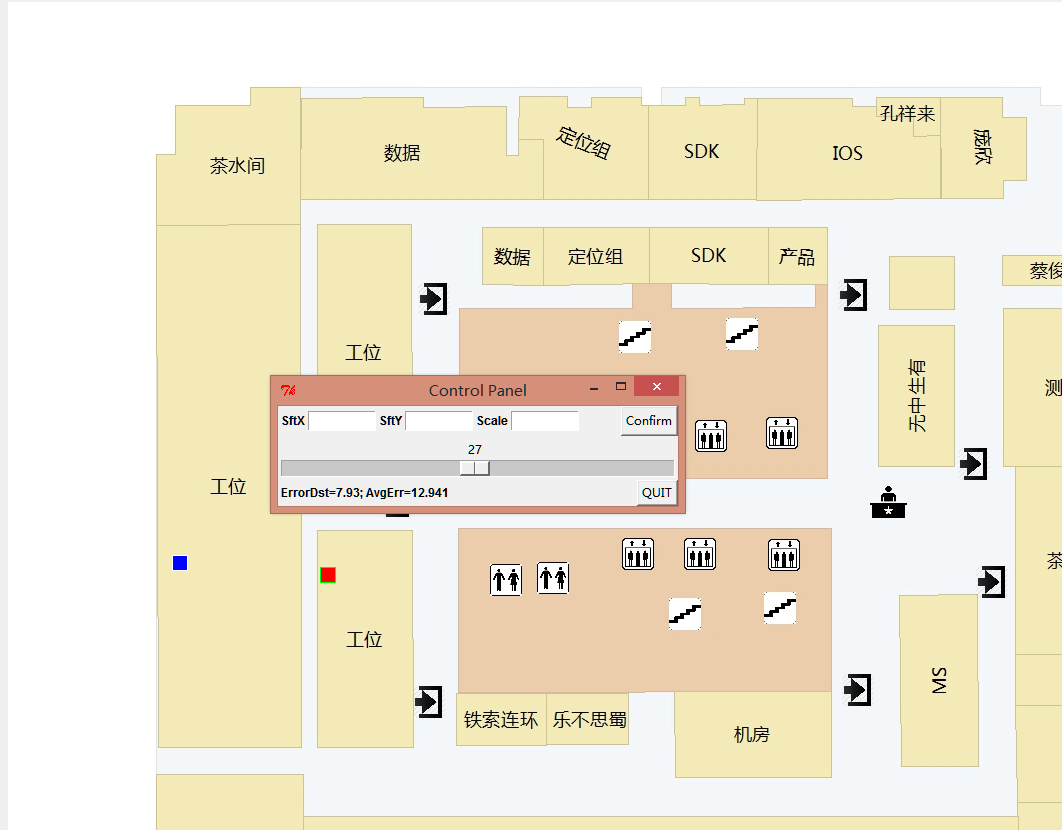 孔祥来
定位组
庞欣
茶水间
数据
SDK
IOS
数据
定位组
SDK
产品
蔡俊
工位
无中生有
测
Control Panel
SftX
SftY
Scale
Confirm
27
ErrorDst=7.93; AvgErr=12.941
QUIT
工位
茶
工位
MS
铁索连环
乐不思蜀
机房